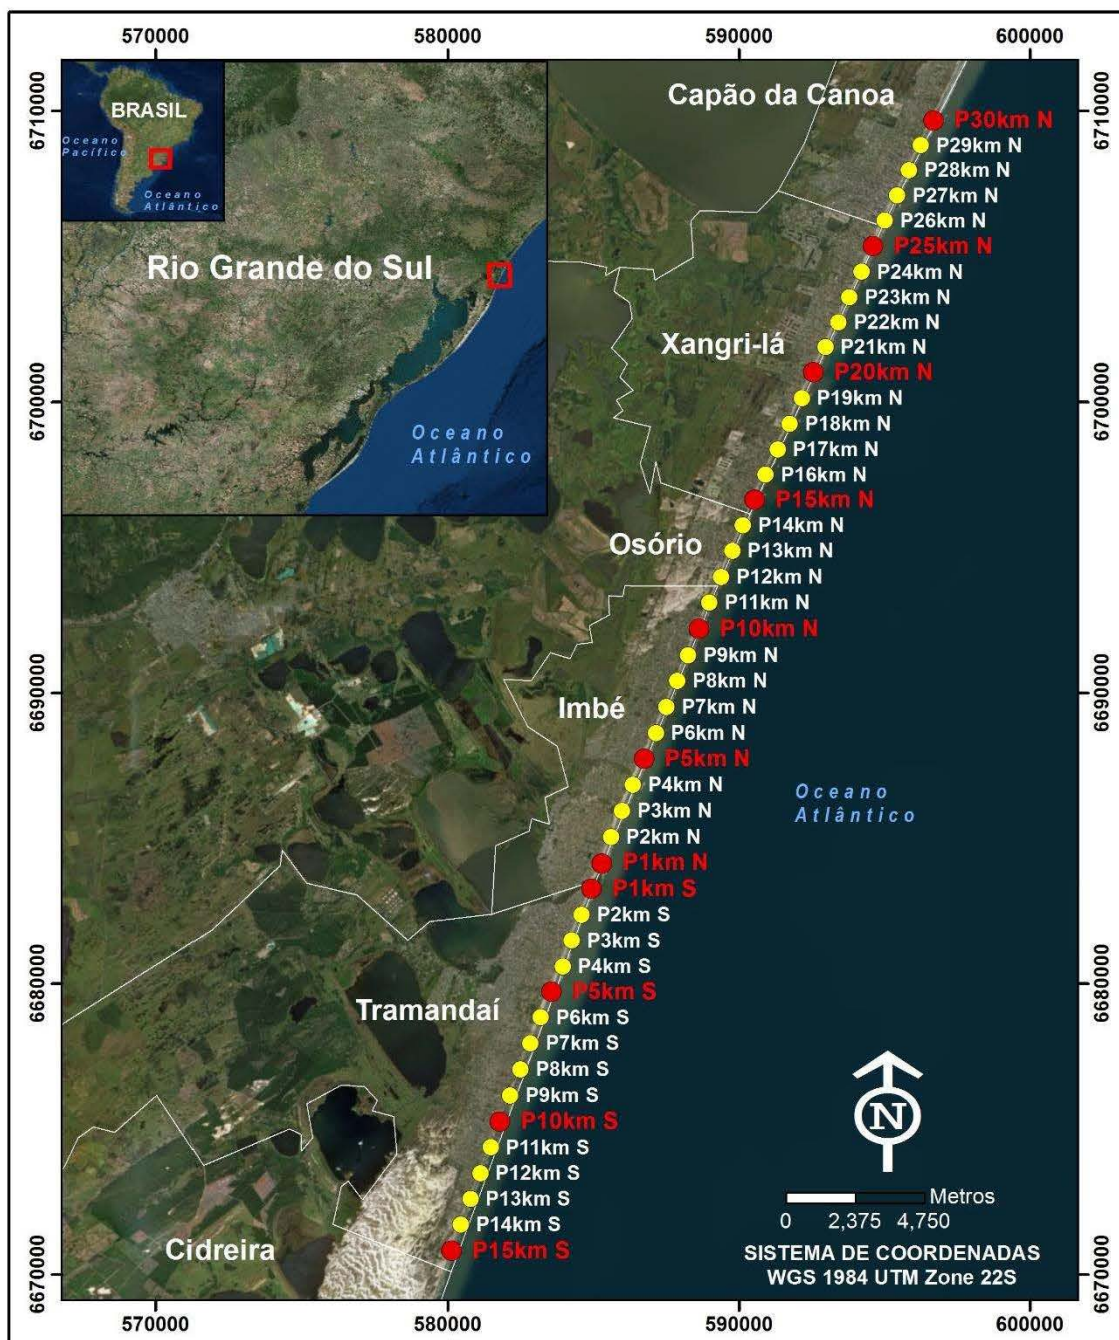 570000
580000
590000
600000
6710000
6700000
6690000
6680000
6670000
BRASIL
Oceano
Pacífico
Oceano
Atlântico
Rio Grande do Sul
Oceano
Atlântico
Capão da Canoa
P30km N
P29km N
P28km N
P27km N
P26km N
P25km N
P24km N
P23km N
P22km N
Xangri-lá
P21km N
P20km N
P19km N
P18km N
P17km N
P16km N
P15km N
P14km N
Osório
P13km N
P12km N
P11km N
P10km N
P9km N
P8km N
Imbé
P7km N
P6km N
P5km N
P4km N
Oceano
Atlântico
P3km N
P2km N
P1km N
P1km S
P2km S
P3km S
P4km S
P5km S
Tramandaí
P6km S
P7km S
P8km S
P9km S
P10km S
P11km S
P12km S
P13km S
P14km S
Cidreira
P15km S
N
Metros
0 2,375 4,750
SISTEMA DE COORDENADAS
WGS 1984 UTM Zone 22S
6710000
6700000
6690000
6680000
6670000
570000
580000
590000
600000